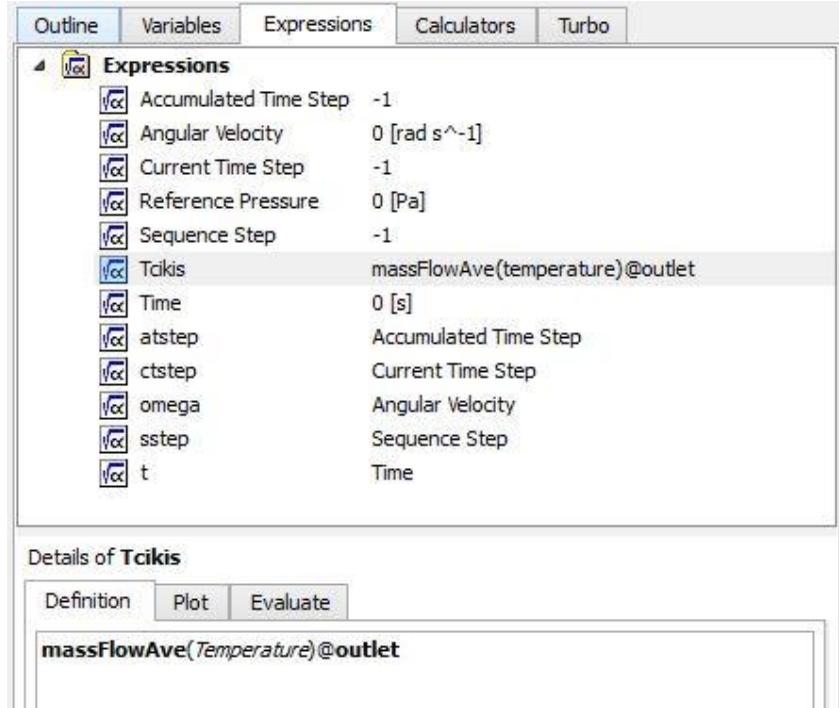 Outline Variables Expressions Calculators Turbo
Expressions
Accumulated Time Step -1
Angular Velocity 0 [rad s^-1]
Current Time Step -1
Reference Pressure 0 [Pa]
Sequence Step -1
Tcikis massFlowAve(temperature)@outlet
Time 0 [s]
atstep Accumulated Time Step
ctstep Current Time Step
omega Angular Velocity
sstep Sequence Step
t Time
Details of Tcikis
Definition Plot Evaluate
massFlowAve(Temperature)@outlet